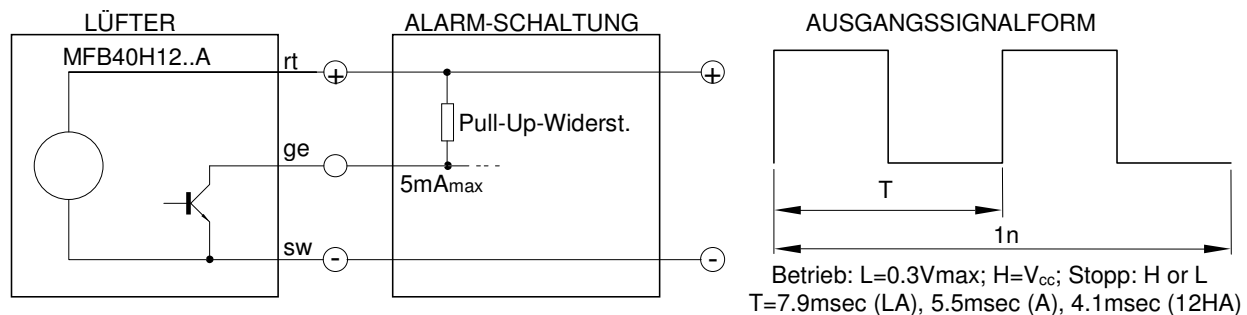 LÜFTER
MFB40H12..A
rt
+
ge
sw
-
ALARM-SCHALTUNG
Pull-Up-Widerst.
5mAmax
+
-
AUSGANGSSIGNALFORM
T
1n
Betrieb: L=0.3Vmax; H=Vcc; Stopp: H or L
T=7.9msec (LA), 5.5msec (A), 4.1msec (12HA)